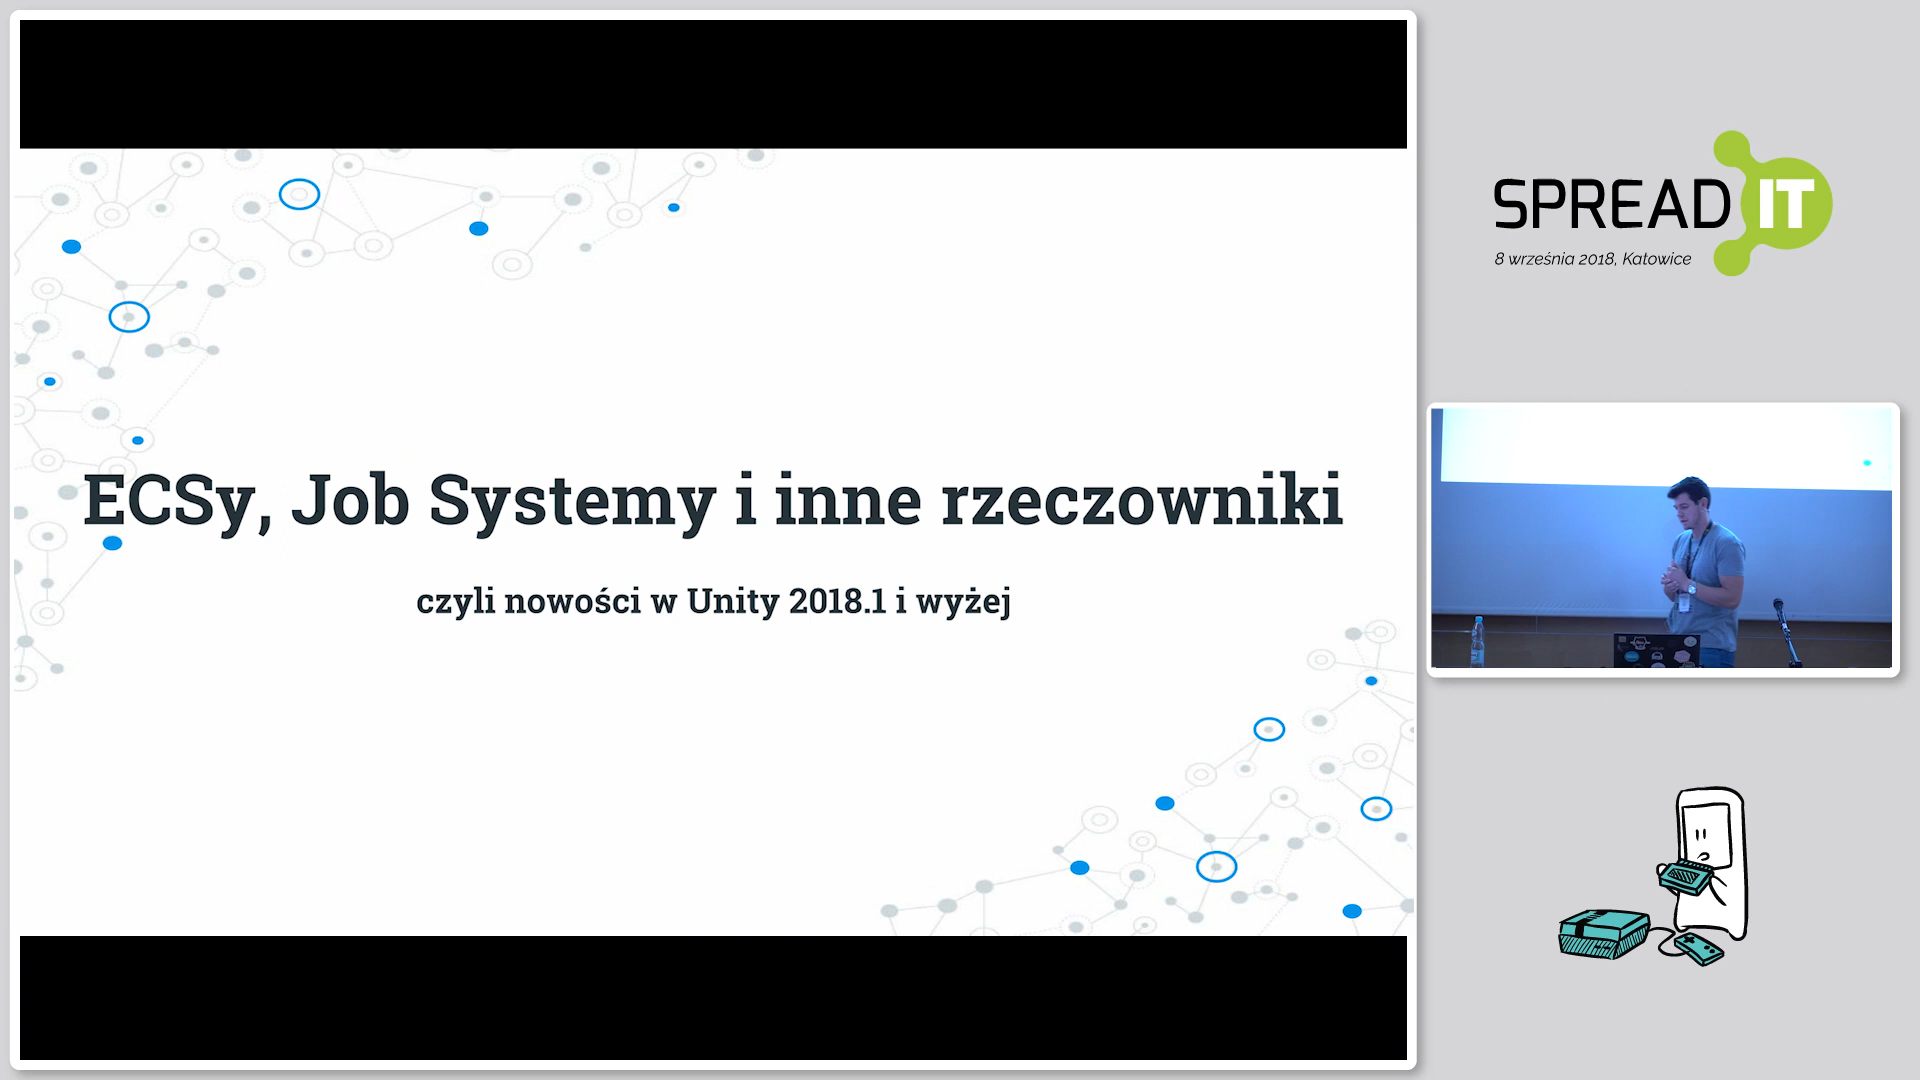 ECSy, Job Systemy i inne rzeczowniki
czyli nowości w Unity 2018.1 i wyżej
SPREAD IT
8 września 2018, Katowice